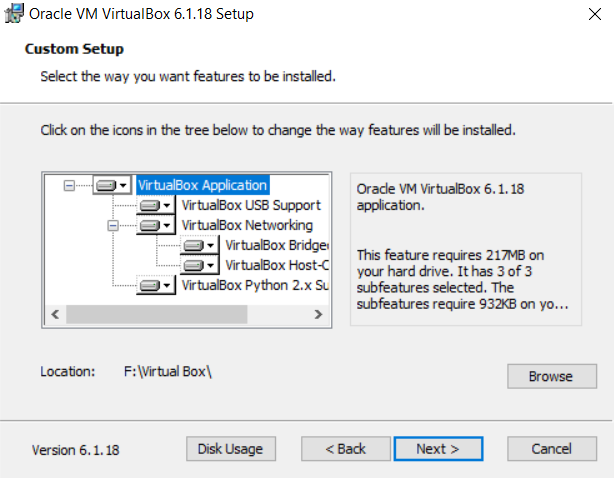 Oracle VM VirtualBox 6.1.18 Setup
Custom Setup
Select the way you want features to be installed.
Click on the icons in the tree below to change the way features will be installed.
VirtualBox Application
VirtualBox USB Support
VirtualBox Networking
VirtualBox Bridge
VirtualBox Host-C
VirtualBox Python 2.x Su
Oracle VM VirtualBox 6.1.18
application.
This feature requires 217MB on
your hard drive. It has 3 of 3
subfeatures selected. The
subfeatures require 932KB on yo...
Location: F:\Virtual Box\
Browse
Version 6.1.18
Disk Usage
< Back
Next >
Cancel